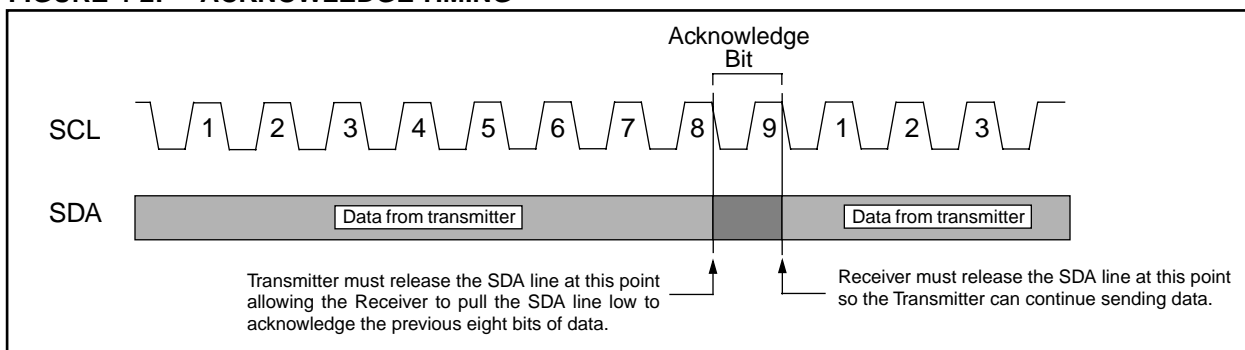 FIGURE 4-2: ACKNOWLEDGE TIMING
Acknowledge
Bit
SCL 1 2 3 4 5 6 7 8 9 1 2 3
SDA Data from transmitter Data from transmitter
Transmitter must release the SDA line at this point
allowing the Receiver to pull the SDA line low to
acknowledge the previous eight bits of data.
Receiver must release the SDA line at this point
so the Transmitter can continue sending data.